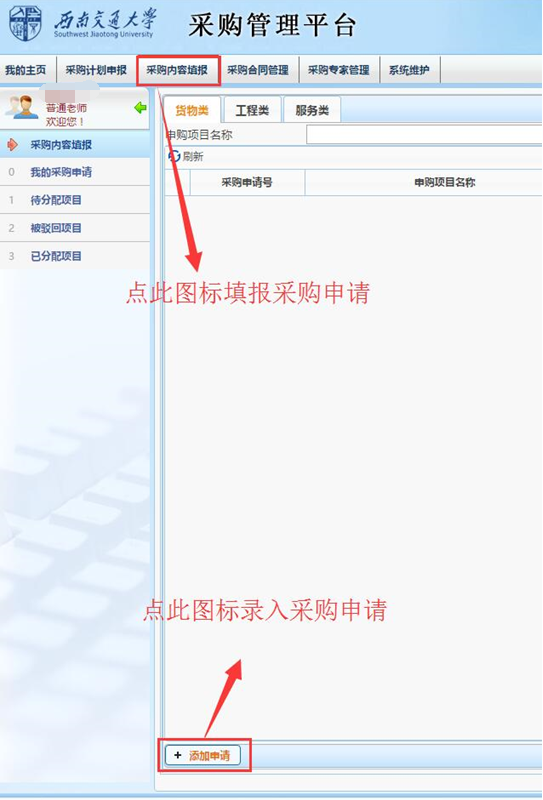 西南交通大学 采购管理平台
Southwest Jiaotong University
我的主页 采购计划申报 采购内容填报 采购合同管理 采购专家管理 系统维护
普通老师
欢迎您！
采购内容填报
0 我的采购申请
1 待分配项目
2 被驳回项目
3 已分配项目
货物类 工程类 服务类
申购项目名称
刷新
采购申请号 申购项目名称
点此图标填报采购申请
点此图标录入采购申请
+ 添加申请